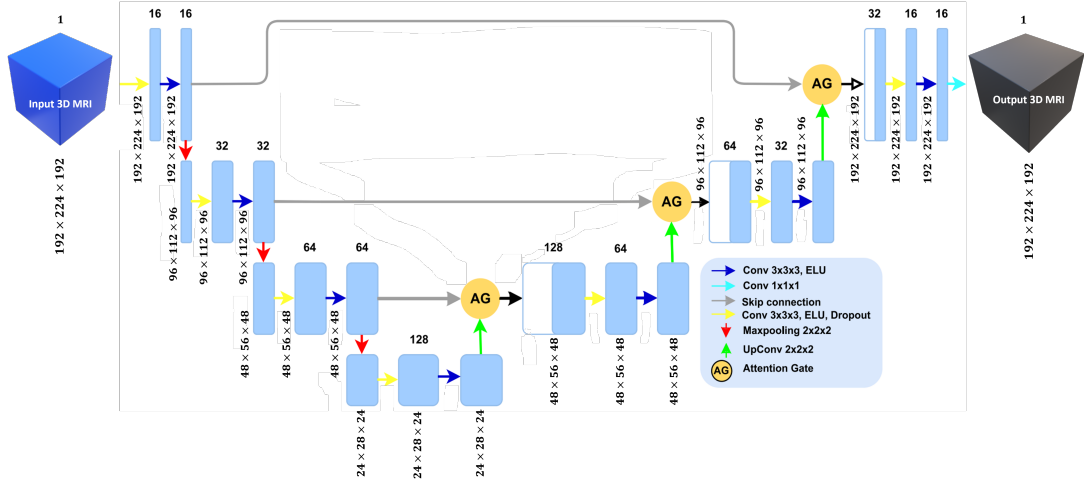 1
16
16
32
16
16
1
Input 3D MRI
AG
Output 3D MRI
192 × 224 × 192
192 × 224 × 192
192 × 224 × 192
192 × 224 × 192
192 × 224 × 192
192 × 224 × 192
192 × 224 × 192
32
32
64
32
AG
96 × 112 × 96
96 × 112 × 96
96 × 112 × 96
96 × 112 × 96
96 × 112 × 96
96 × 112 × 96
64
64
128
64
AG
48 × 56 × 48
48 × 56 × 48
48 × 56 × 48
48 × 56 × 48
48 × 56 × 48
48 × 56 × 48
128
24 × 28 × 24
24 × 28 × 24
24 × 28 × 24
Conv 3x3x3, ELU
Conv 1x1x1
Skip connection
Conv 3x3x3, ELU, Dropout
Maxpooling 2x2x2
UpConv 2x2x2
AG Attention Gate